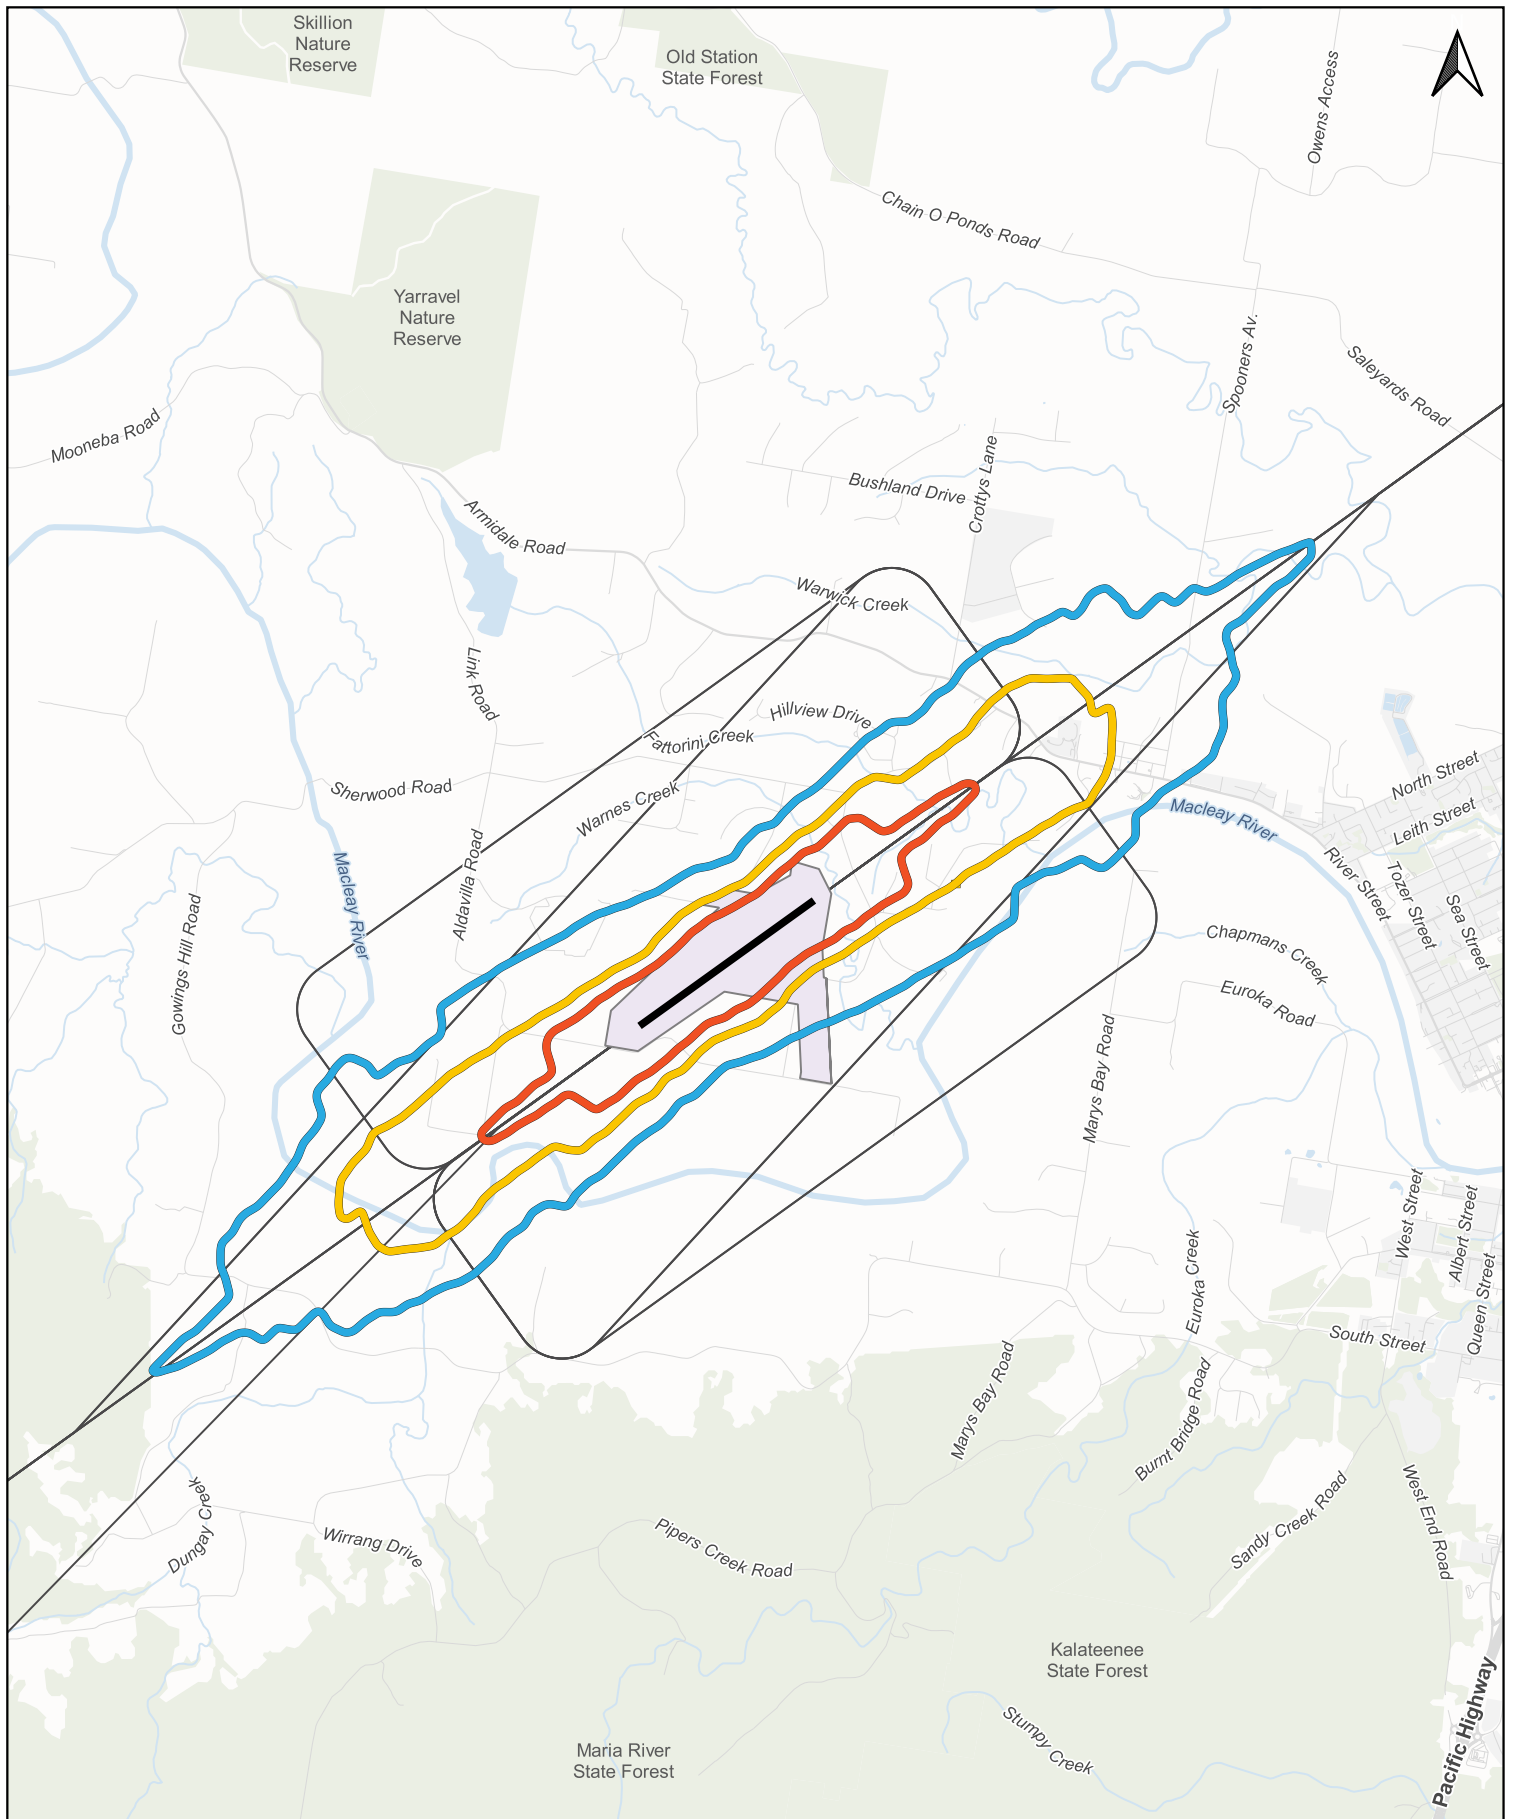 Skillion
Nature
Reserve
Old Station
State Forest
Owens Access
Chain O Ponds Road
Yarravel
Nature
Reserve
Spooners Av.
Saleyards Road
Mooneba Road
Bushland Drive
Crottys Lane
Armidale Road
Warwick Creek
Link Road
Hillview Drive
Fattorini Creek
Sherwood Road
Warnes Creek
North Street
Leith Street
Macleay River
River Street
Tozer Street
Sea Street
Macleay River
Aldavilla Road
Gowings Hill Road
Chapmans Creek
Euroka Road
Marys Bay Road
West Street
Albert Street
Queen Street
Euroka Creek
South Street
Marys Bay Road
Burnt Bridge Road
Sandy Creek Road
West End Road
Dungay Creek
Wirrang Drive
Pipers Creek Road
Kalateenee
State Forest
Pacific Highway
Stumpy Creek
Maria River
State Forest